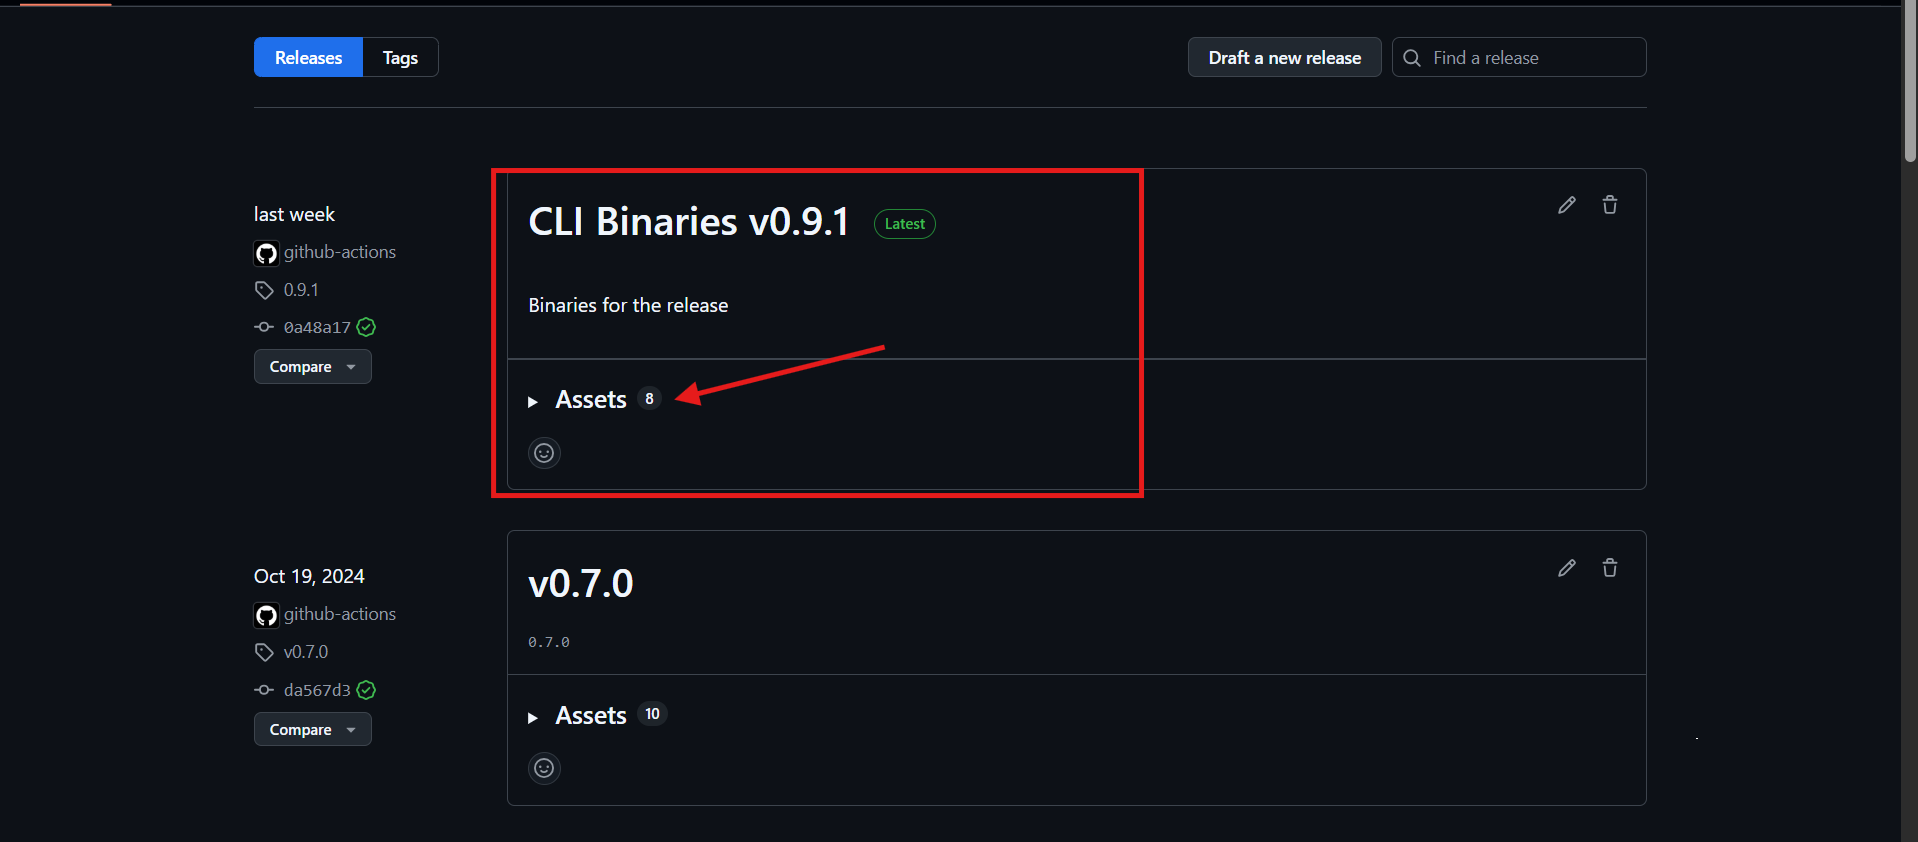 Releases
Tags
Draft a new release
Find a release
last week
github-actions
0.9.1
0a48a17
Compare
CLI Binaries v0.9.1 Latest
Binaries for the release
Assets 8
Oct 19, 2024
github-actions
v0.7.0
da567d3
Compare
v0.7.0
0.7.0
Assets 10